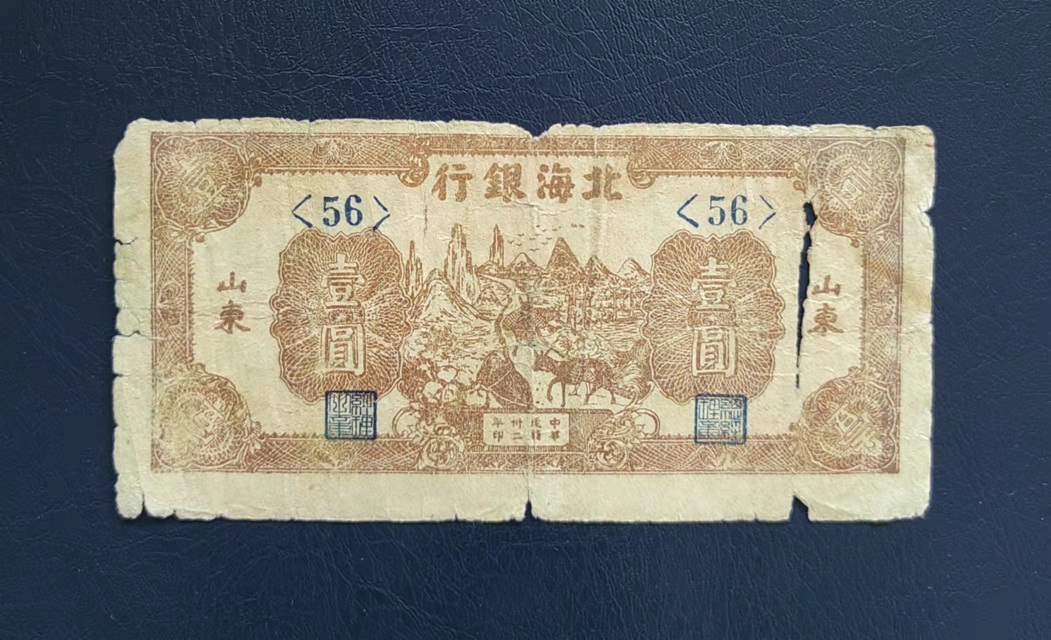 北海銀行
<56>
<56>
山東
壹圓
壹圓
山東
中華民國卅二年印